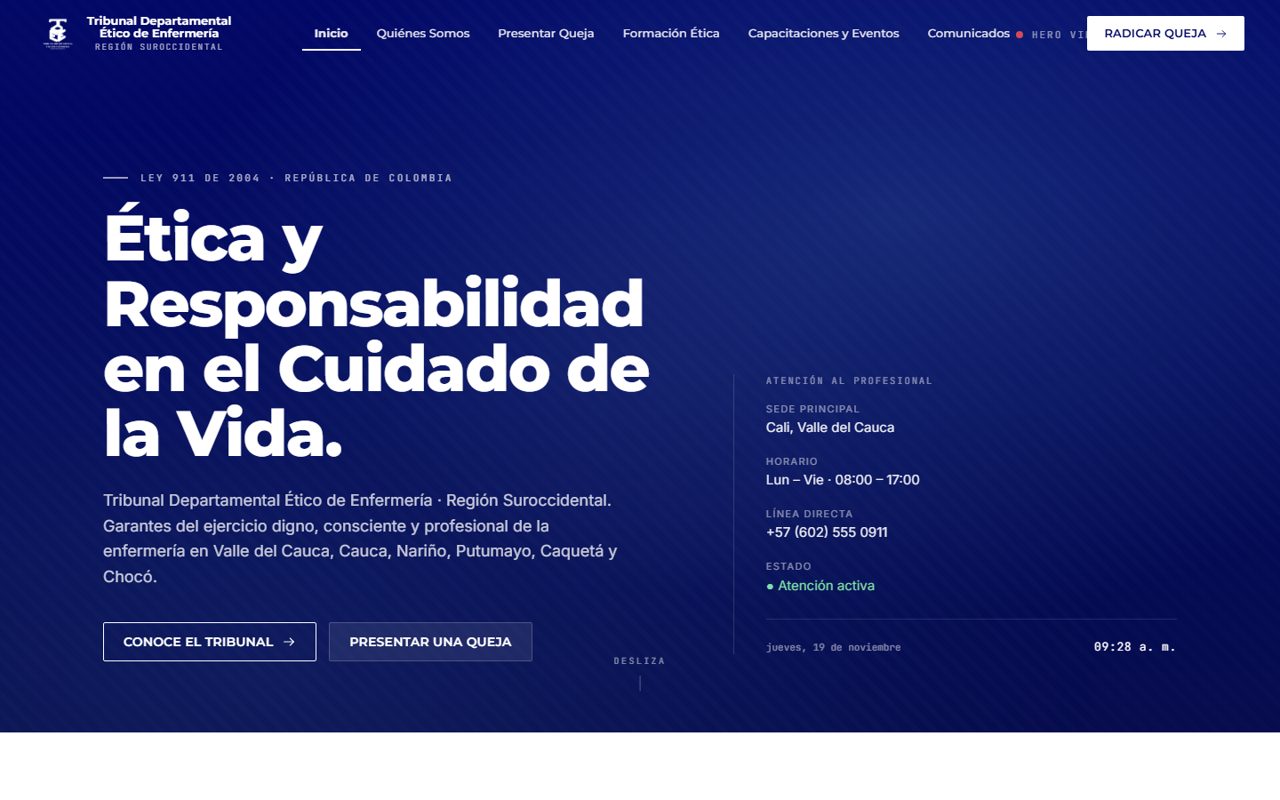 Tribunal Departamental
Ético de Enfermería
REGIÓN SUROCCIDENTAL
Inicio
Quiénes Somos
Presentar Queja
Formación Ética
Capacitaciones y Eventos
Comunicados
HERO
RADICAR QUEJA →
LEY 911 DE 2004 · REPÚBLICA DE COLOMBIA
Ética y
Responsabilidad
en el Cuidado de
la Vida.
Tribunal Departamental Ético de Enfermería · Región Suroccidental.
Garantes del ejercicio digno, consciente y profesional de la
enfermería en Valle del Cauca, Cauca, Nariño, Putumayo, Caquetá y
Chocó.
CONOCE EL TRIBUNAL →
PRESENTAR UNA QUEJA
DESLIZA
ATENCIÓN AL PROFESIONAL
SEDE PRINCIPAL
Cali, Valle del Cauca
HORARIO
Lun – Vie · 08:00 – 17:00
LÍNEA DIRECTA
+57 (602) 555 0911
ESTADO
● Atención activa
jueves, 19 de noviembre
09:28 a. m.